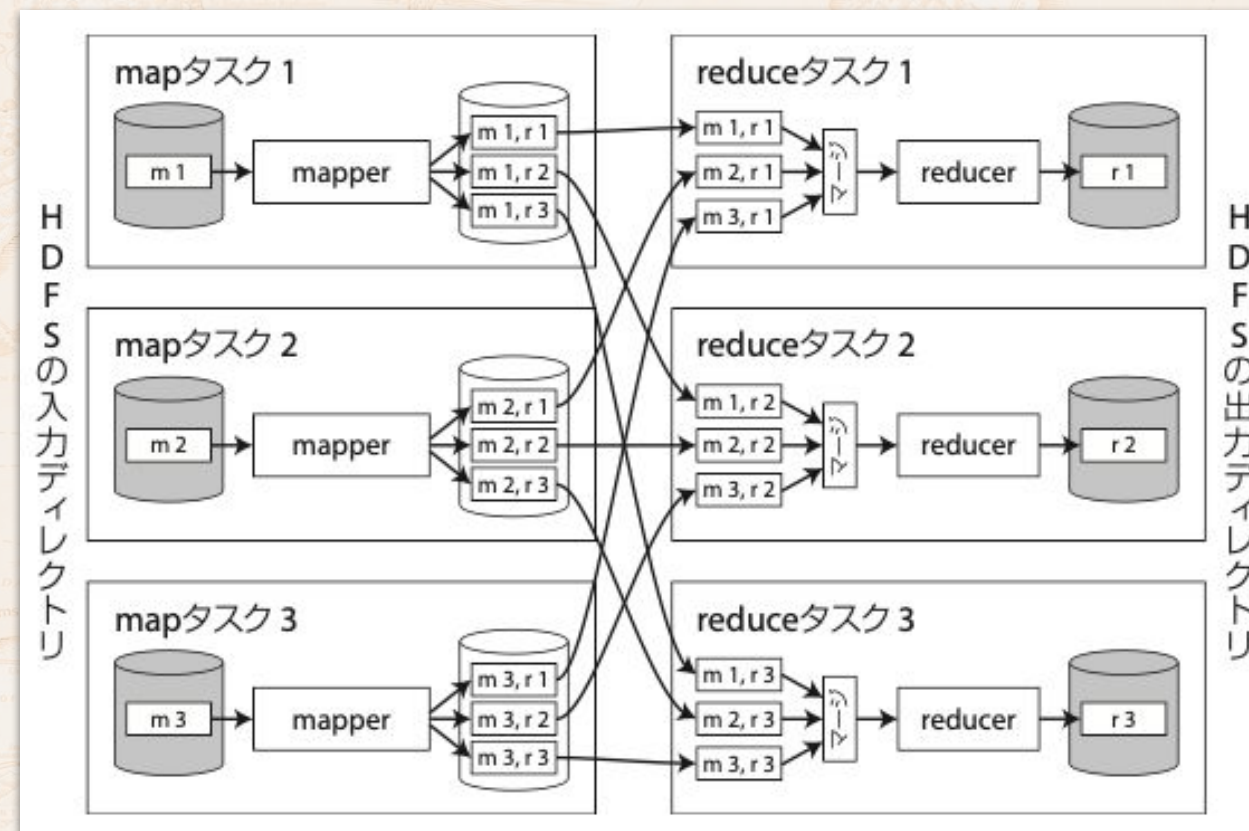 HDFSの入力ディレクトリ
mapタスク 1
m 1
mapper
m 1, r 1
m 1, r 2
m 1, r 3
mapタスク 2
m 2
mapper
m 2, r 1
m 2, r 2
m 2, r 3
mapタスク 3
m 3
mapper
m 3, r 1
m 3, r 2
m 3, r 3
reduceタスク 1
m 1, r 1
m 2, r 1
m 3, r 1
マージ
reducer
r 1
reduceタスク 2
m 1, r 2
m 2, r 2
m 3, r 2
マージ
reducer
r 2
reduceタスク 3
m 1, r 3
m 2, r 3
m 3, r 3
マージ
reducer
r 3
HDFSの出力ディレクトリ